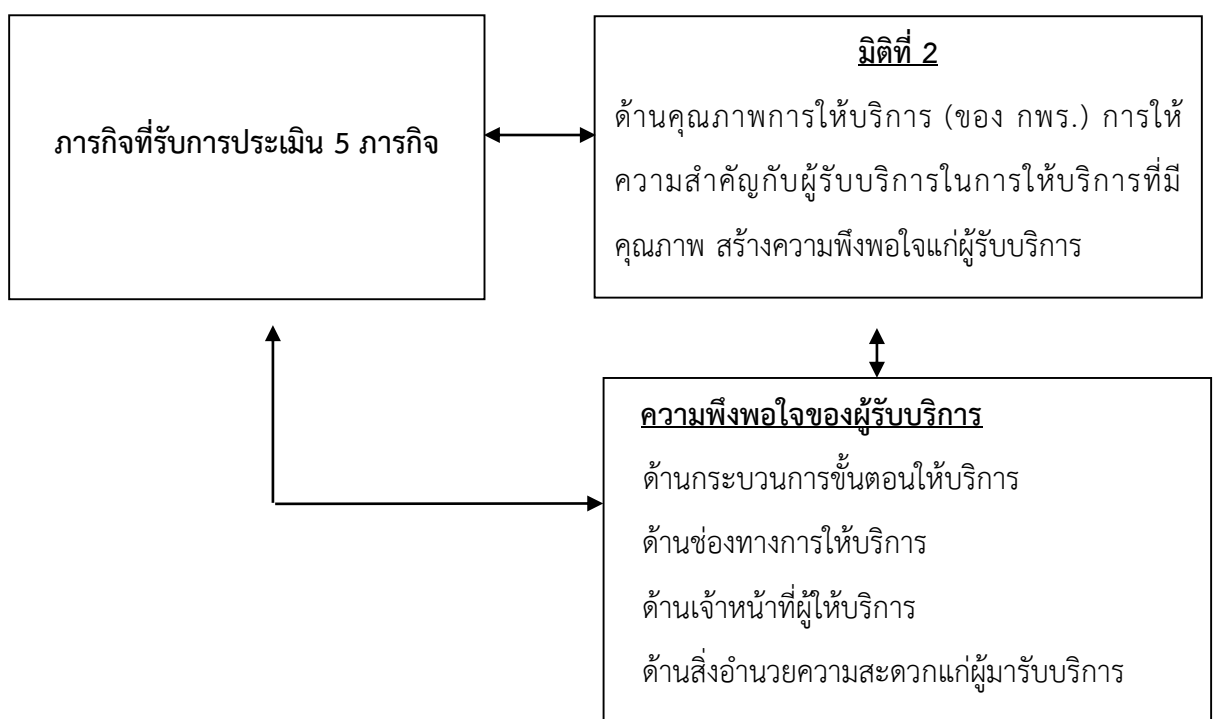 ภารกิจที่รับการประเมิน 5 ภารกิจ
มิติที่ 2
ด้านคุณภาพการให้บริการ (ของ กพร.) การให้
ความสำคัญกับผู้รับบริการในการให้บริการที่มี
คุณภาพ สร้างความพึงพอใจแก่ผู้รับบริการ
ความพึงพอใจของผู้รับบริการ
ด้านกระบวนการขั้นตอนให้บริการ
ด้านช่องทางการให้บริการ
ด้านเจ้าหน้าที่ผู้ให้บริการ
ด้านสิ่งอำนวยความสะดวกแก่ผู้มารับบริการ